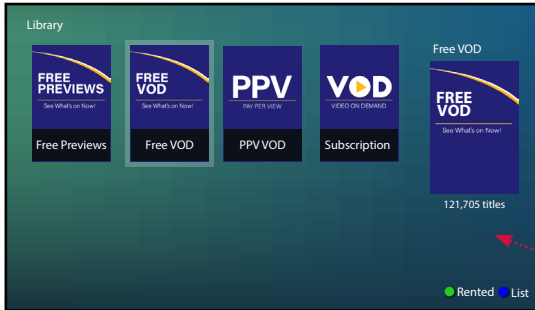 Library
FREE
PREVIEWS
See What's on Now!
Free Previews
FREE
VOD
See What's on Now!
Free VOD
PPV
PAY PER VIEW
PPV VOD
VOD
VIDEO ON DEMAND
Subscription
Free VOD
FREE
VOD
See What's on Now!
121,705 titles
Rented List